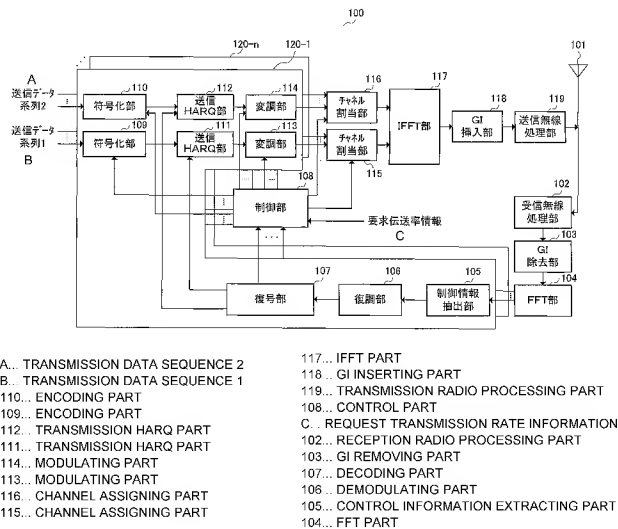 100
120-n
120-1
101
A
送信データ
系列2
110
符号化部
112
送信
HARQ部
114
変調部
116
チャネル
割当部
117
IFFT部
118
GI
挿入部
119
送信無線
処理部
送信データ
系列1
B
109
符号化部
111
送信
HARQ部
113
変調部
チャネル
割当部
115
108
制御部
要求伝送率情報
C
102
受信無線
処理部
103
GI
除去部
104
FFT部
107
復号部
106
復調部
105
制御情報
抽出部
A... TRANSMISSION DATA SEQUENCE 2
B... TRANSMISSION DATA SEQUENCE 1
110... ENCODING PART
109... ENCODING PART
112... TRANSMISSION HARQ PART
111... TRANSMISSION HARQ PART
114... MODULATING PART
113... MODULATING PART
116... CHANNEL ASSIGNING PART
115... CHANNEL ASSIGNING PART
117... IFFT PART
118... GI INSERTING PART
119... TRANSMISSION RADIO PROCESSING PART
108... CONTROL PART
C... REQUEST TRANSMISSION RATE INFORMATION
102... RECEPTION RADIO PROCESSING PART
103... GI REMOVING PART
107... DECODING PART
106... DEMODULATING PART
105... CONTROL INFORMATION EXTRACTING PART
104... FFT PART